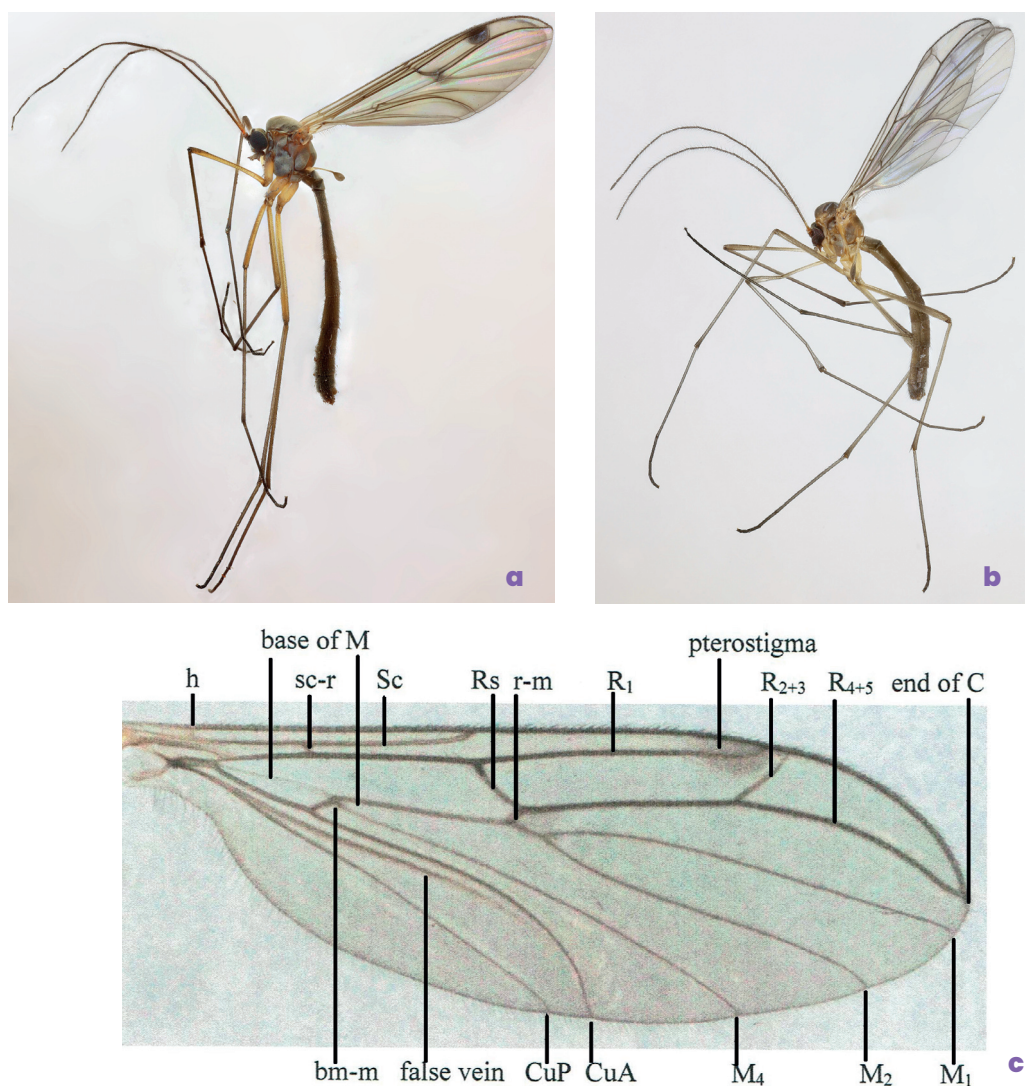 a
b
base of M
pterostigma
h sc-r Sc Rs r-m R₁ R₂₊₃ R₄₊₅ end of C
bm-m false vein CuP CuA M₄ M₂ M₁
c